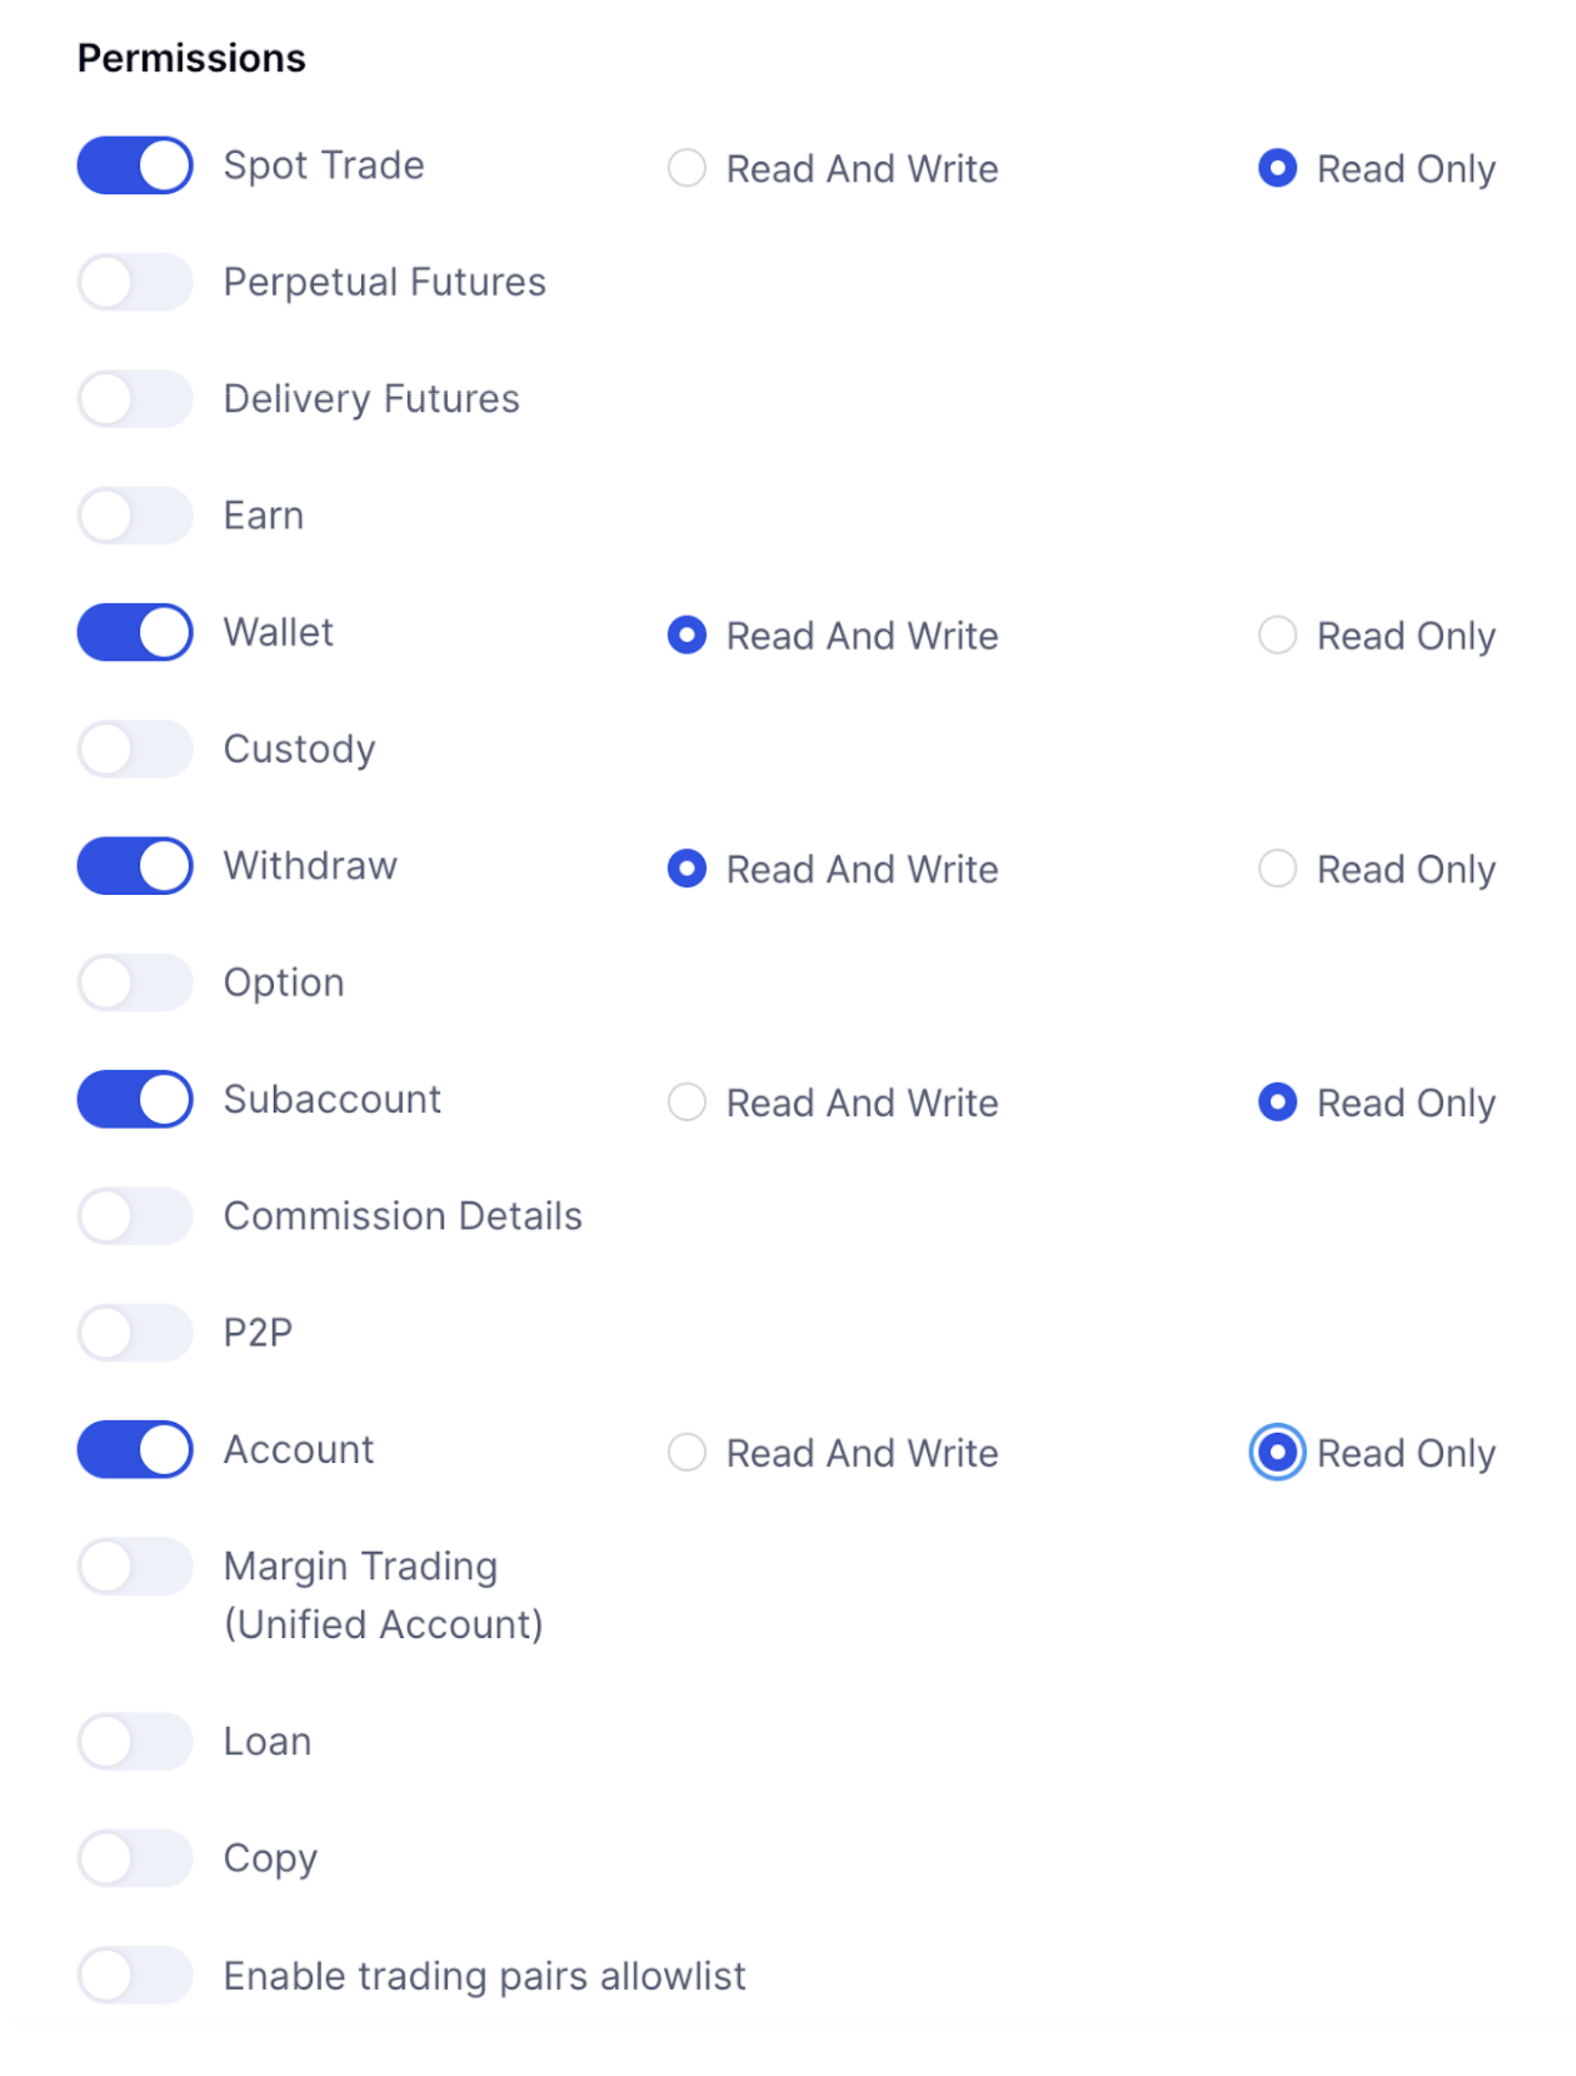 Permissions
Spot Trade Read And Write Read Only
Perpetual Futures
Delivery Futures
Earn
Wallet Read And Write Read Only
Custody
Withdraw Read And Write Read Only
Option
Subaccount Read And Write Read Only
Commission Details
P2P
Account Read And Write Read Only
Margin Trading
(Unified Account)
Loan
Copy
Enable trading pairs allowlist